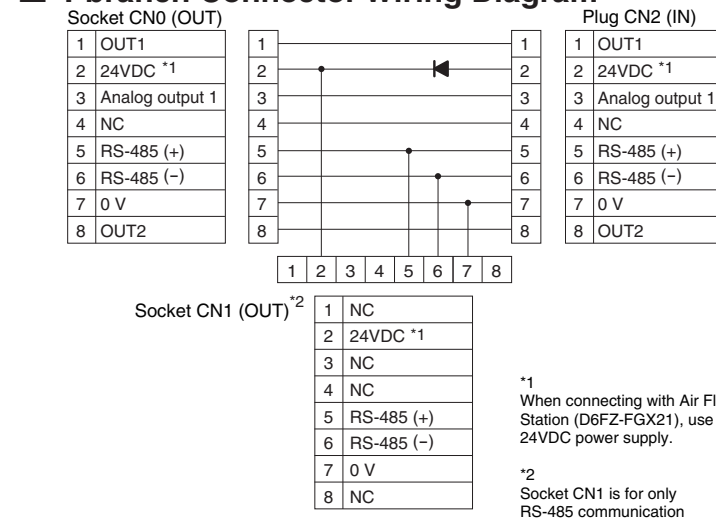 Socket CN0 (OUT)
Plug CN2 (IN)
1 OUT1
2 24VDC *1
3 Analog output 1
4 NC
5 RS-485 (+)
6 RS-485 (−)
7 0 V
8 OUT2
1 1
2 2
3 3
4 4
5 5
6 6
7 7
8 8
1 OUT1
2 24VDC *1
3 Analog output 1
4 NC
5 RS-485 (+)
6 RS-485 (−)
7 0 V
8 OUT2
1 2 3 4 5 6 7 8
Socket CN1 (OUT)*2
1 NC
2 24VDC *1
3 NC
4 NC
5 RS-485 (+)
6 RS-485 (−)
7 0 V
8 NC
*1
When connecting with Air
Station (D6FZ-FGX21), use
24VDC power supply.
*2
Socket CN1 is for only
RS-485 communication